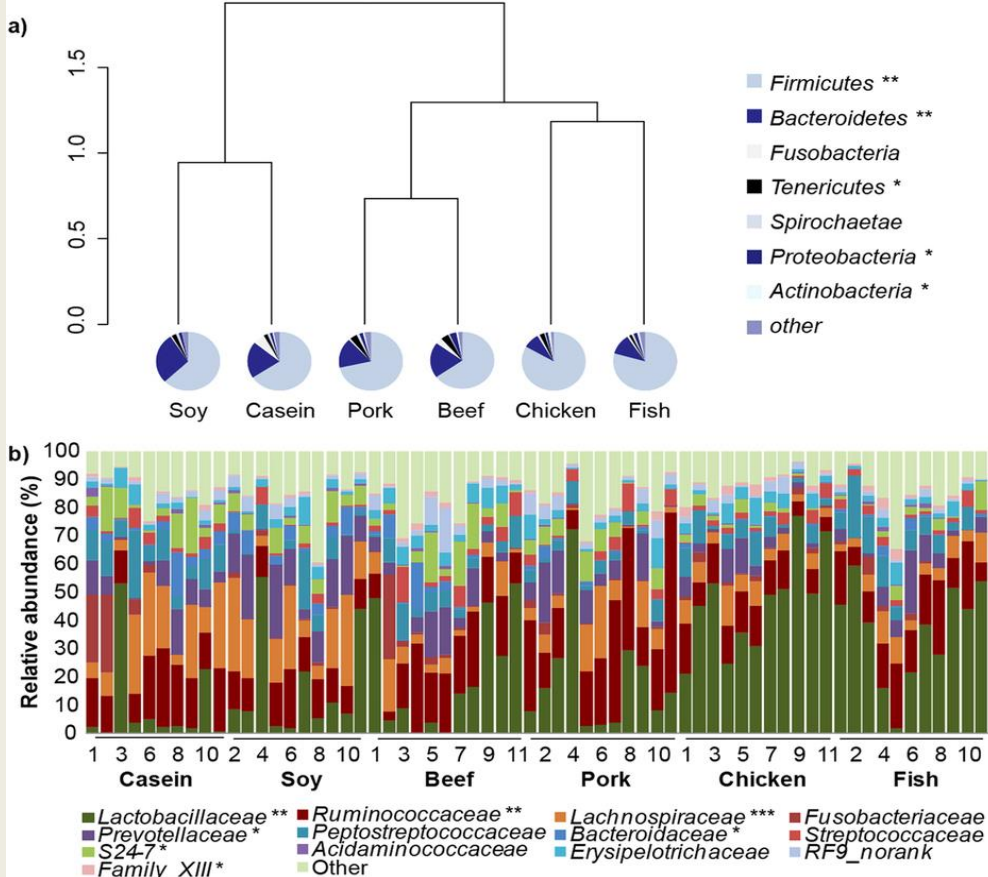 a)
1.5
1.0
0.5
0.0
Firmicutes **
Bacteroidetes **
Fusobacteria
Tenericutes *
Spirochaetae
Proteobacteria *
Actinobacteria *
other
Soy Casein Pork Beef Chicken Fish
b)
Relative abundance (%)
100
90
80
70
60
50
40
30
20
10
0
1 3 6 8 10 2 4 6 8 10 1 3 5 7 9 11 2 4 6 8 10 1 3 5 7 9 11 2 4 6 8 10
Casein Soy Beef Pork Chicken Fish
Lactobacillaceae ** Ruminococcaceae ** Lachnospiraceae *** Fusobacteriaceae
Prevotellaceae * Peptostreptococcaceae Bacteroidaceae * Streptococcaceae
S24-7 * Acidaminococcaceae Erysipelotrichaceae RF9_norank
Family_XIII * Other